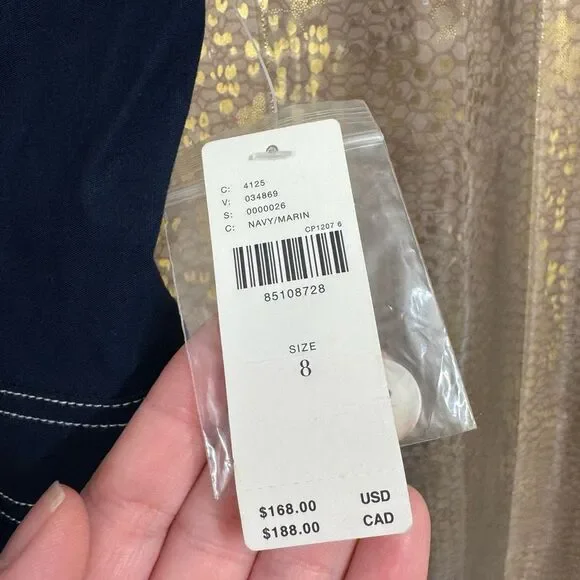 C: 4125
V: 034869
S: 0000026
C: NAVY/MARIN
CP1207 6
85108728
SIZE
8
$168.00 USD
$188.00 CAD